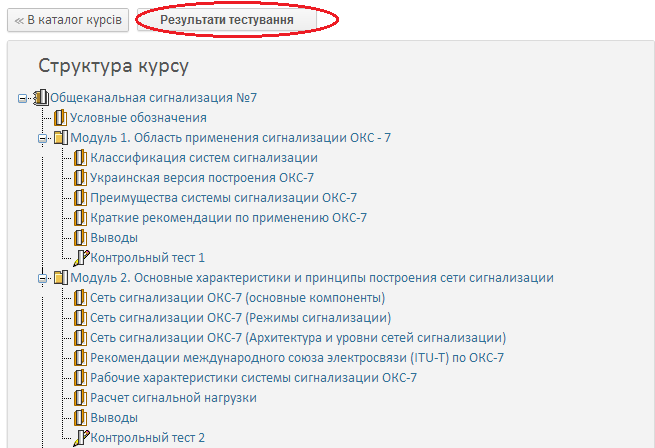 ≪ В каталог курсів
Результати тестування
Структура курсу
Общеканальная сигнализация №7
Условные обозначения
Модуль 1. Область применения сигнализации ОКС - 7
Классификация систем сигнализации
Украинская версия построения ОКС-7
Преимущества системы сигнализации ОКС-7
Краткие рекомендации по применению ОКС-7
Выводы
Контрольный тест 1
Модуль 2. Основные характеристики и принципы построения сети сигнализации
Сеть сигнализации ОКС-7 (основные компоненты)
Сеть сигнализации ОКС-7 (Режимы сигнализации)
Сеть сигнализации ОКС-7 (Архитектура и уровни сетей сигнализации)
Рекомендации международного союза электросвязи (ITU-T) по ОКС-7
Рабочие характеристики системы сигнализации ОКС-7
Расчет сигнальной нагрузки
Выводы
Контрольный тест 2